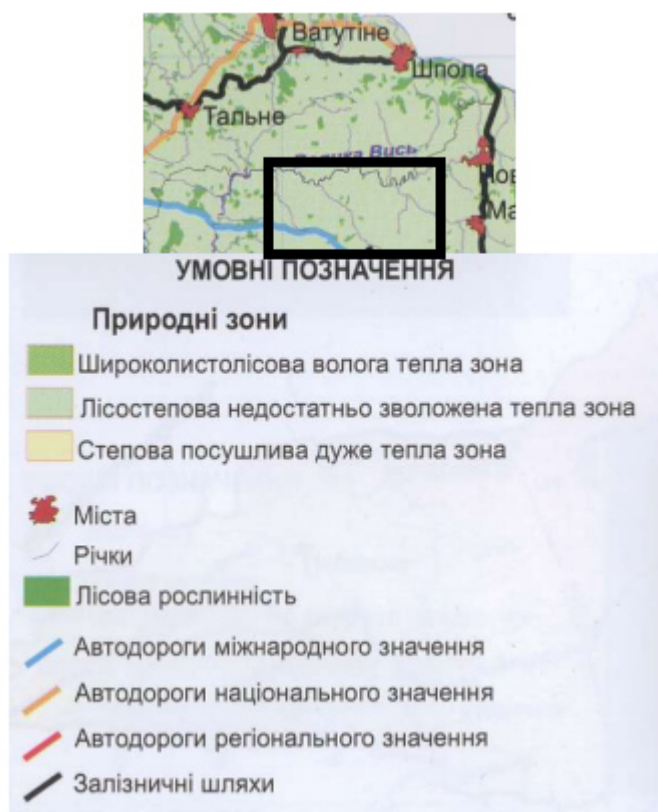 Ватутіне
Шпола
Тальне
Вись
УМОВНІ ПОЗНАЧЕННЯ
Природні зони
Широколистолісова волога тепла зона
Лісостепова недостатньо зволожена тепла зона
Степова посушлива дуже тепла зона
Міста
Річки
Лісова рослинність
Автодороги міжнародного значення
Автодороги національного значення
Автодороги регіонального значення
Залізничні шляхи